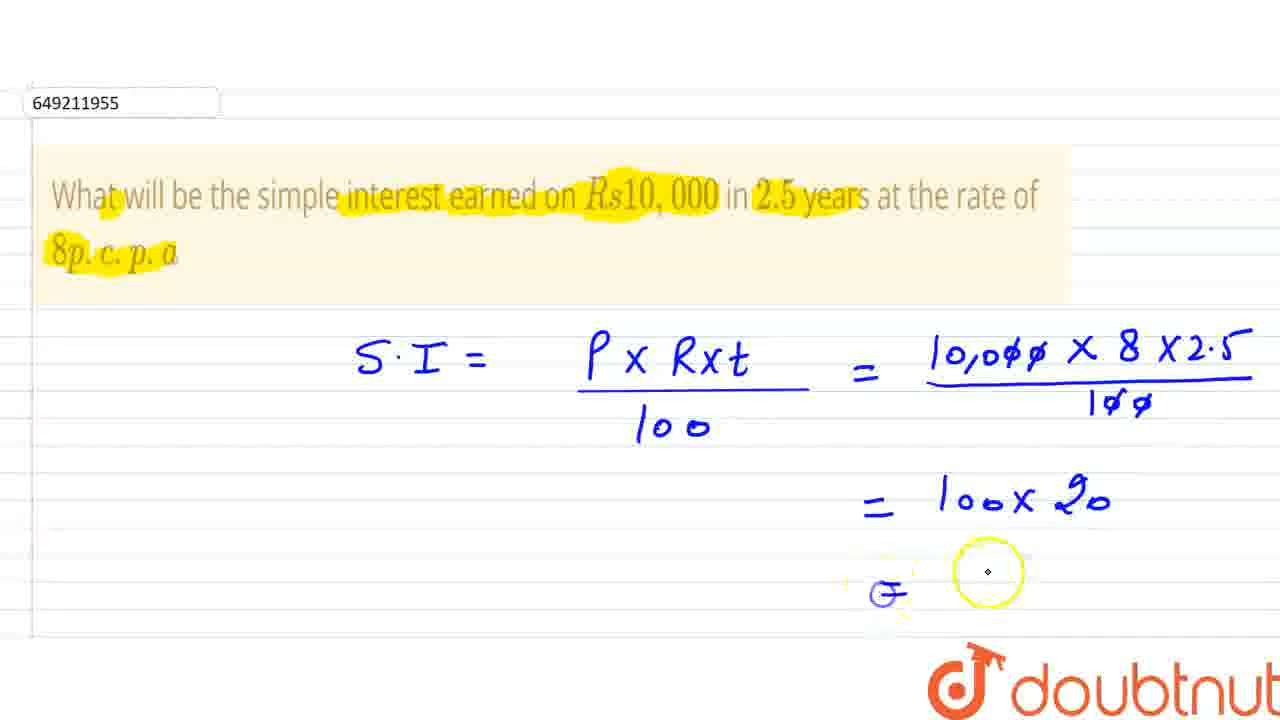 649211955
What will be the simple interest earned on Rs10, 000 in 2.5 years at the rate of
8p. c. p. a
S.I = P x R x t / 100 = 10,000 x 8 x 2.5 / 100
= 100 x 20
=
doubtnut